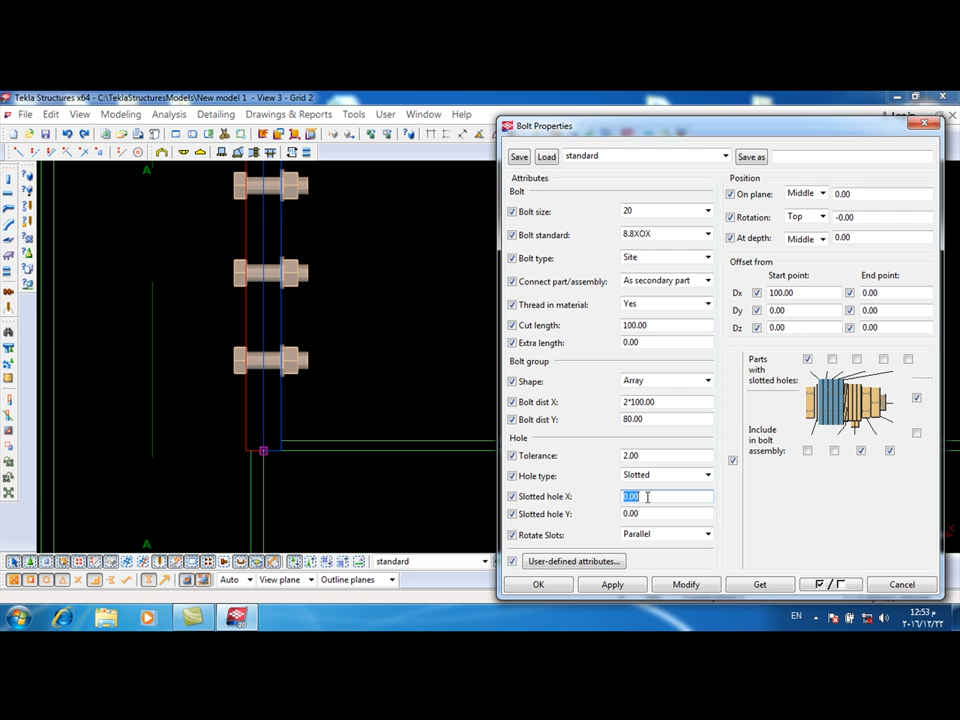 Tekla Structures x64 - C:\TeklaStructuresModels\New model 1 - View 3 - Grid 2
File Edit View Modeling Analysis Detailing Drawings & Reports Tools User Window Help
A
A
standard
Auto View plane Outline planes
Bolt Properties
Save Load standard Save as
Attributes
Bolt
Bolt size: 20
Bolt standard: 8.8XOX
Bolt type: Site
Connect part/assembly: As secondary part
Thread in material: Yes
Cut length: 100.00
Extra length: 0.00
Bolt group
Shape: Array
Bolt dist X: 2*100.00
Bolt dist Y: 80.00
Hole
Tolerance: 2.00
Hole type: Slotted
Slotted hole X: 0.00
Slotted hole Y: 0.00
Rotate Slots: Parallel
User-defined attributes...
Position
On plane: Middle 0.00
Rotation: Top -0.00
At depth: Middle 0.00
Offset from
Start point: End point:
Dx 100.00 0.00
Dy 0.00 0.00
Dz 0.00 0.00
Parts
with
slotted holes:
Include
in bolt
assembly:
OK Apply Modify Get Cancel
EN
12:53 م
٢٠١٦/١٢/٢٢